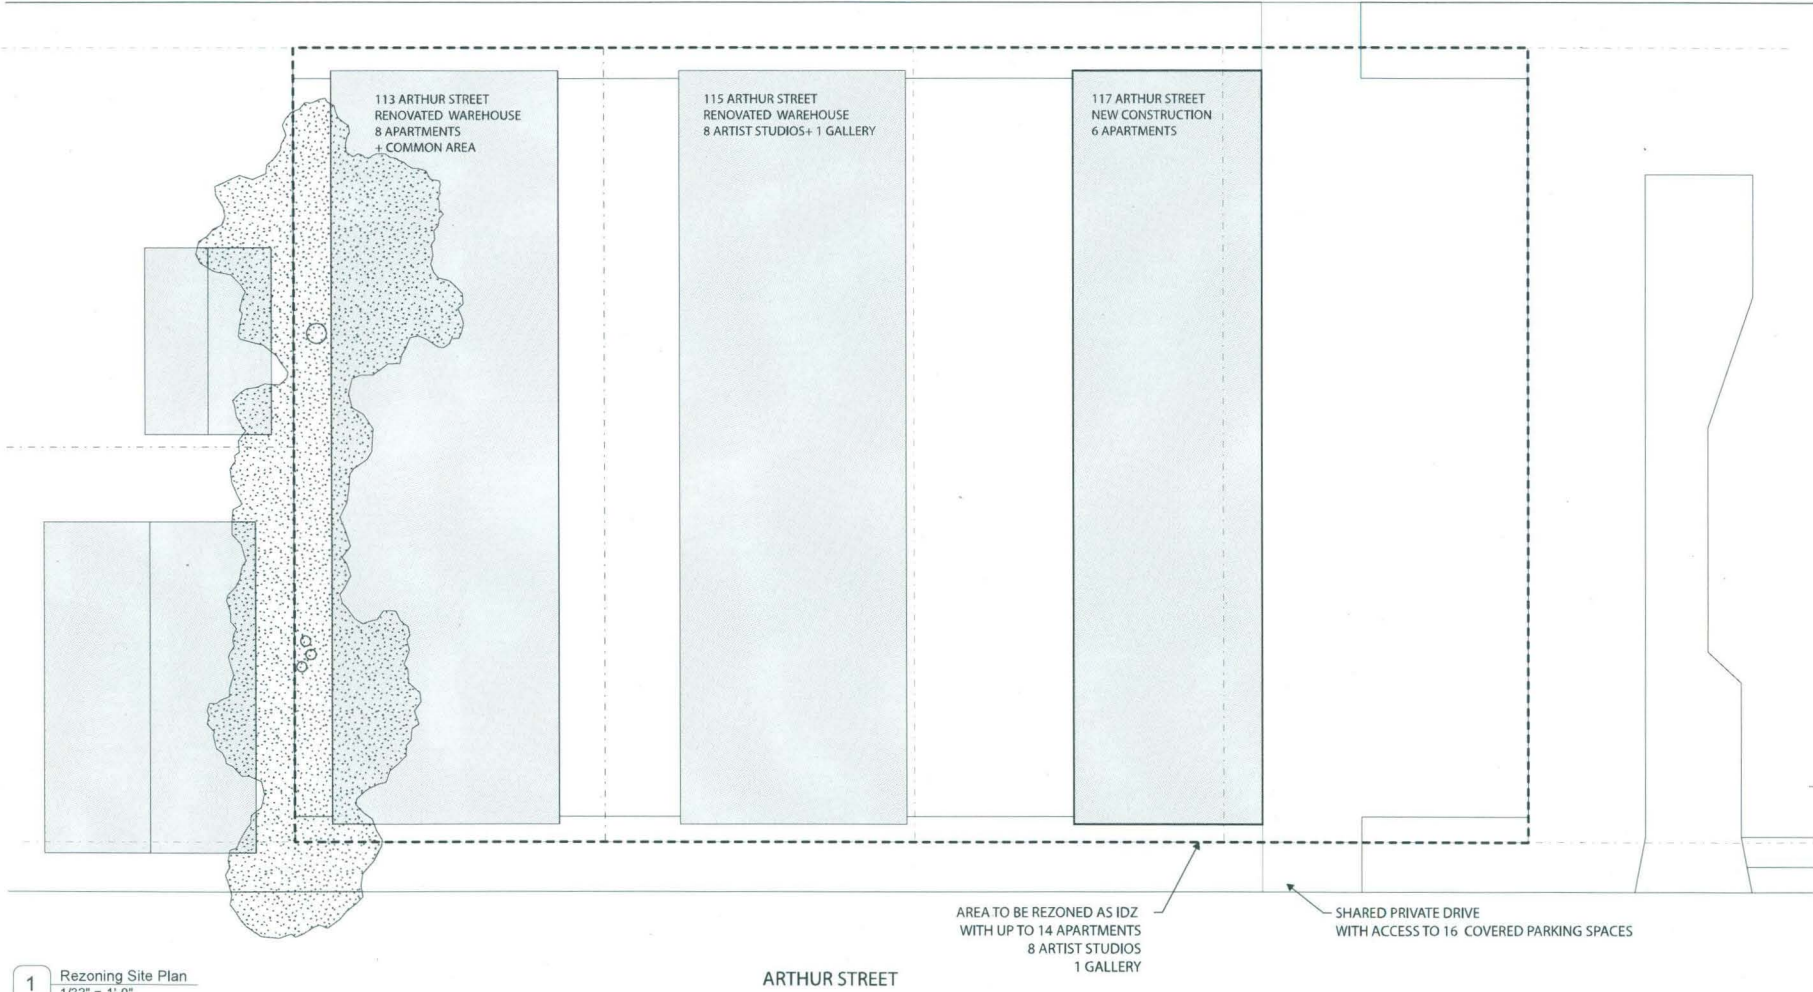 113 ARTHUR STREET
RENOVATED WAREHOUSE
8 APARTMENTS
+ COMMON AREA
115 ARTHUR STREET
RENOVATED WAREHOUSE
8 ARTIST STUDIOS+ 1 GALLERY
117 ARTHUR STREET
NEW CONSTRUCTION
6 APARTMENTS
AREA TO BE REZONED AS IDZ
WITH UP TO 14 APARTMENTS
8 ARTIST STUDIOS
1 GALLERY
SHARED PRIVATE DRIVE
WITH ACCESS TO 16 COVERED PARKING SPACES
ARTHUR STREET
1
Rezoning Site Plan